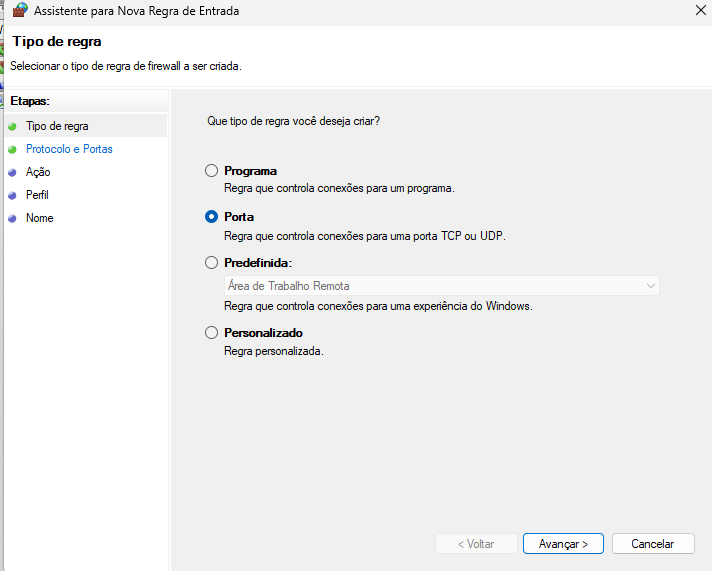 Assistente para Nova Regra de Entrada
Tipo de regra
Selecionar o tipo de regra de firewall a ser criada.
Etapas:
Tipo de regra
Protocolo e Portas
Ação
Perfil
Nome
Que tipo de regra você deseja criar?
Programa
Regra que controla conexões para um programa.
Porta
Regra que controla conexões para uma porta TCP ou UDP.
Predefinida:
Área de Trabalho Remota
Regra que controla conexões para uma experiência do Windows.
Personalizado
Regra personalizada.
< Voltar
Avançar >
Cancelar